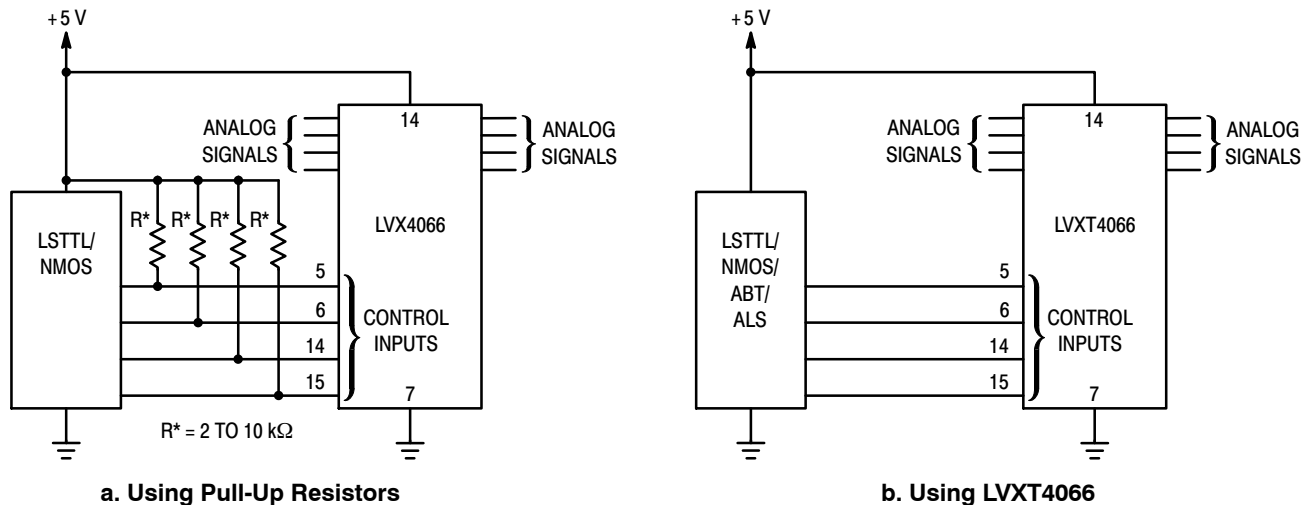 +5 V
14
ANALOG
SIGNALS
ANALOG
SIGNALS
R* R* R* R*
LSTTL/
NMOS
LVX4066
5
6
14
15
CONTROL
INPUTS
7
R* = 2 TO 10 kΩ
a. Using Pull-Up Resistors
+5 V
14
ANALOG
SIGNALS
ANALOG
SIGNALS
LSTTL/
NMOS/
ABT/
ALS
LVXT4066
5
6
14
15
CONTROL
INPUTS
7
b. Using LVXT4066